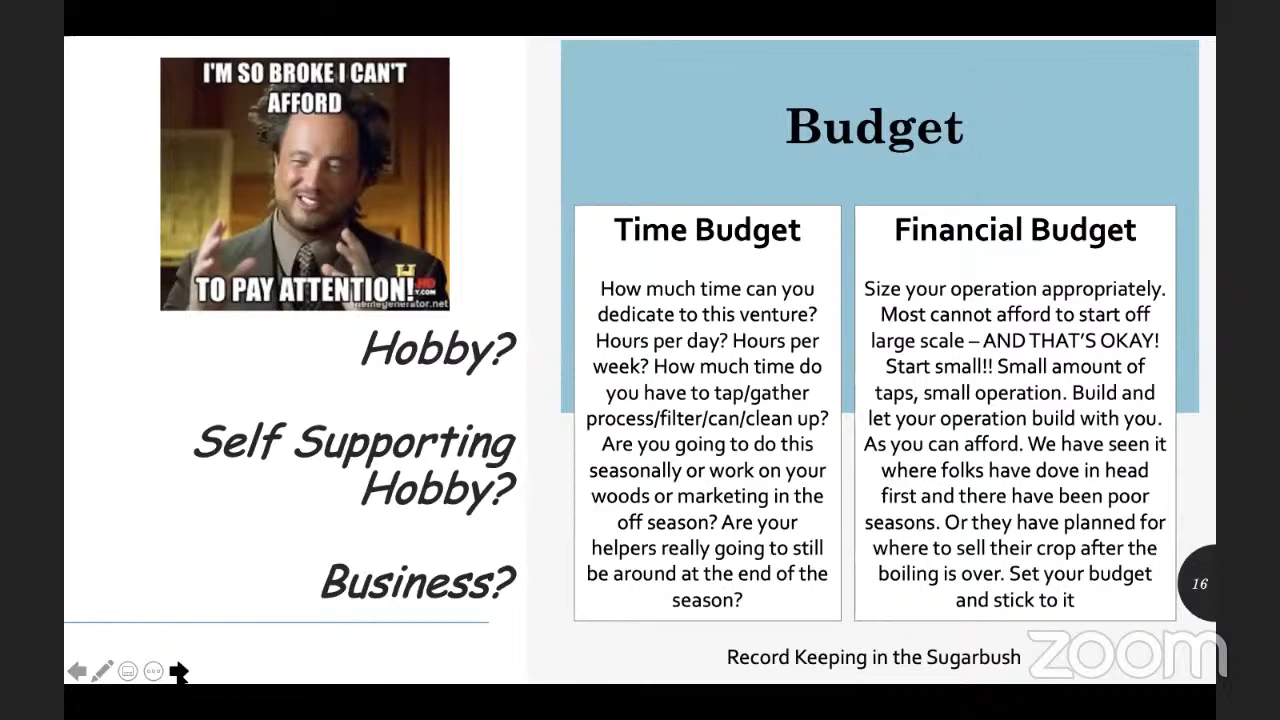 I'M SO BROKE I CAN'T
AFFORD
TO PAY ATTENTION!
memegenerator.net
Hobby?
Self Supporting
Hobby?
Business?
Budget
Time Budget
How much time can you
dedicate to this venture?
Hours per day? Hours per
week? How much time do
you have to tap/gather
process/filter/can/clean up?
Are you going to do this
seasonally or work on your
woods or marketing in the
off season? Are your
helpers really going to still
be around at the end of the
season?
Financial Budget
Size your operation appropriately.
Most cannot afford to start off
large scale – AND THAT'S OKAY!
Start small!! Small amount of
taps, small operation. Build and
let your operation build with you.
As you can afford. We have seen it
where folks have dove in head
first and there have been poor
seasons. Or they have planned for
where to sell their crop after the
boiling is over. Set your budget
and stick to it
16
Record Keeping in the Sugarbush
zoom